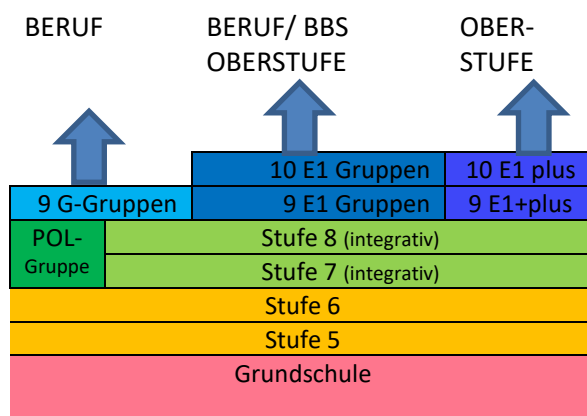 BERUF
BERUF/ BBS
OBERSTUFE
OBER-
STUFE
10 E1 Gruppen
10 E1 plus
9 G-Gruppen
9 E1 Gruppen
9 E1+plus
POL-
Gruppe
Stufe 8 (integrativ)
Stufe 7 (integrativ)
Stufe 6
Stufe 5
Grundschule